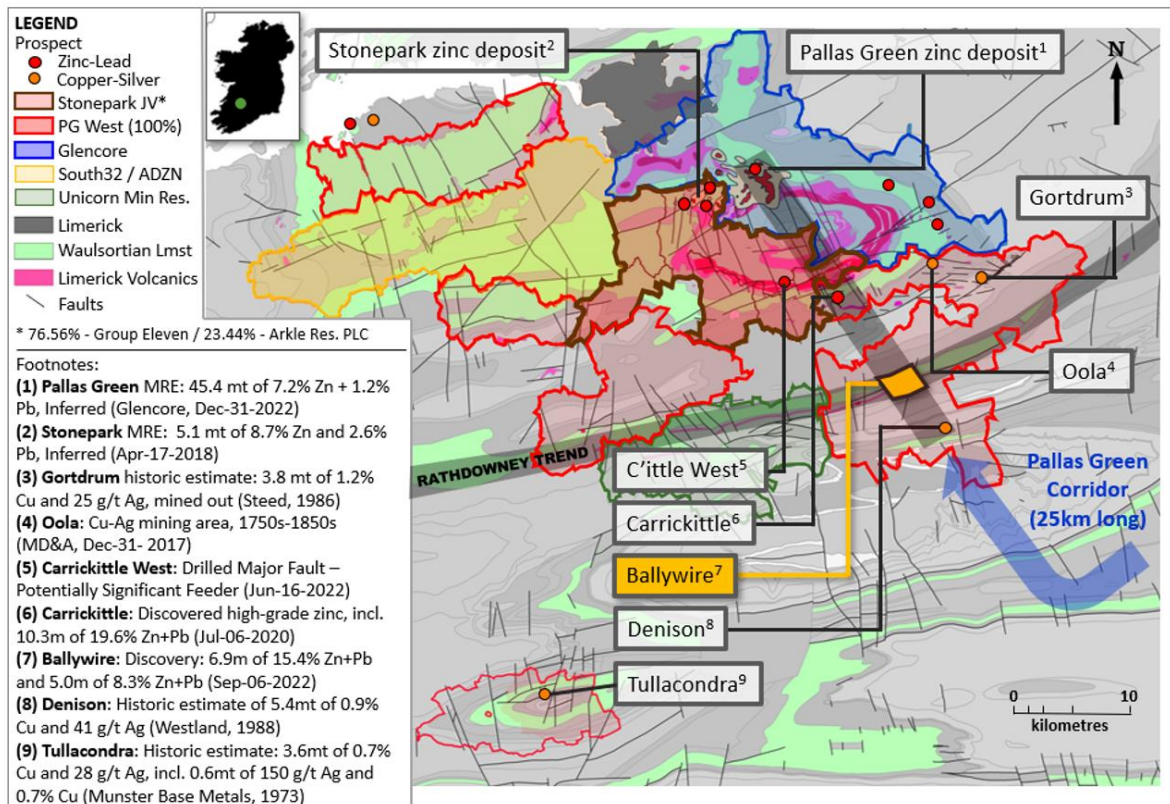 LEGEND
Prospect
Zinc-Lead
Copper-Silver
Stonepark JV*
PG West (100%)
Glencore
South32 / ADZN
Unicorn Min Res.
Limerick
Waulsortian Lmst
Limerick Volcanics
Faults
* 76.56% - Group Eleven / 23.44% - Arkle Res. PLC
Footnotes:
(1) Pallas Green MRE: 45.4 mt of 7.2% Zn + 1.2%
Pb, Inferred (Glencore, Dec-31-2022)
(2) Stonepark MRE: 5.1 mt of 8.7% Zn and 2.6%
Pb, Inferred (Apr-17-2018)
(3) Gortdrum historic estimate: 3.8 mt of 1.2%
Cu and 25 g/t Ag, mined out (Steed, 1986)
(4) Oola: Cu-Ag mining area, 1750s-1850s
(MD&A, Dec-31- 2017)
(5) Carrickittle West: Drilled Major Fault –
Potentially Significant Feeder (Jun-16-2022)
(6) Carrickittle: Discovered high-grade zinc, incl.
10.3m of 19.6% Zn+Pb (Jul-06-2020)
(7) Ballywire: Discovery: 6.9m of 15.4% Zn+Pb
and 5.0m of 8.3% Zn+Pb (Sep-06-2022)
(8) Denison: Historic estimate of 5.4mt of 0.9%
Cu and 41 g/t Ag (Westland, 1988)
(9) Tullacondra: Historic estimate: 3.6mt of 0.7%
Cu and 28 g/t Ag, incl. 0.6mt of 150 g/t Ag and
0.7% Cu (Munster Base Metals, 1973)
Stonepark zinc deposit²
Pallas Green zinc deposit¹
N
Gortdrum³
Oola⁴
RATHDOWNEY TREND
C'ittle West⁵
Carrickittle⁶
Ballywire⁷
Denison⁸
Tullacondra⁹
Pallas Green
Corridor
(25km long)
0 10
kilometres